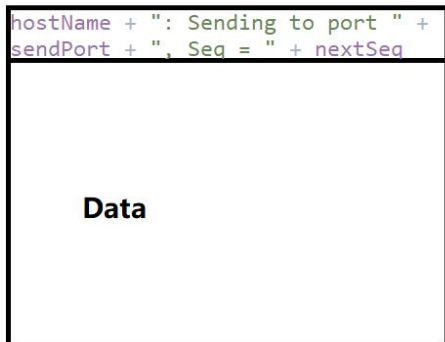 hostName + ": Sending to port " +
sendPort + ", Seq = " + nextSeq
Data